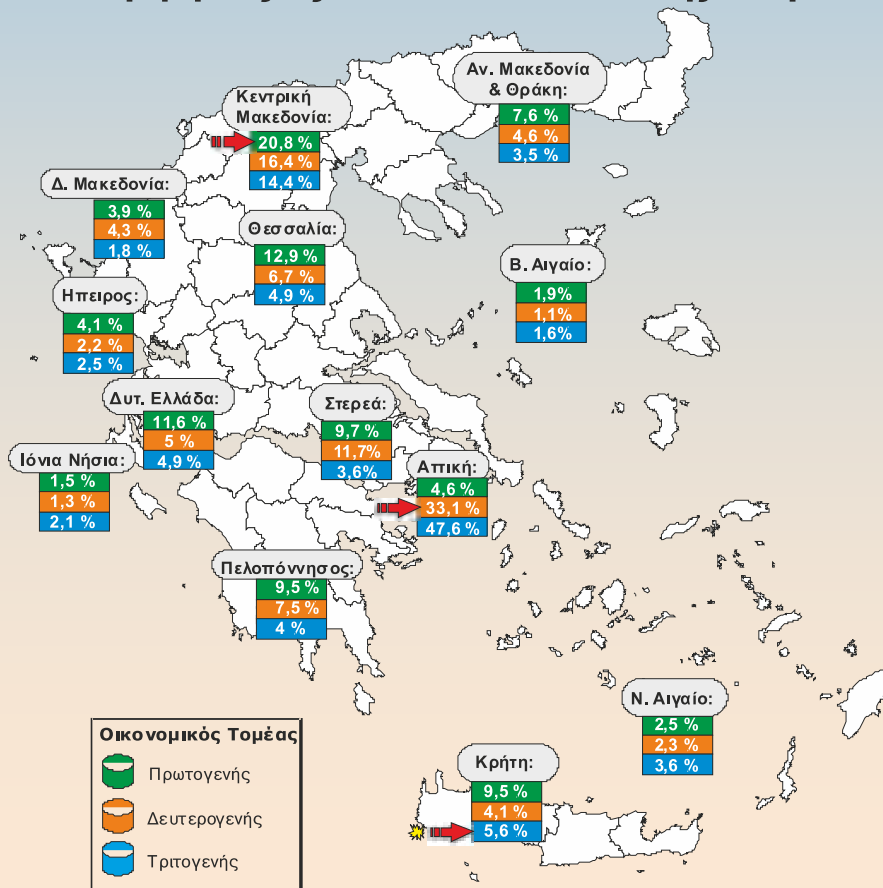 Αν. Μακεδονία
& Θράκη:
7,6 %
4,6 %
3,5 %
Κεντρική
Μακεδονία:
20,8 %
16,4 %
14,4 %
Δ. Μακεδονία:
3,9 %
4,3 %
1,8 %
Θεσσαλία:
12,9 %
6,7 %
4,9 %
Β. Αιγαίο:
1,9%
1,1%
1,6%
Ηπειρος:
4,1 %
2,2 %
2,5 %
Δυτ. Ελλάδα:
11,6 %
5 %
4,9 %
Στερεά:
9,7 %
11,7%
3,6%
Ιόνια Νήσια:
1,5 %
1,3 %
2,1 %
Αττική:
4,6 %
33,1 %
47,6 %
Πελοπόννησος:
9,5 %
7,5 %
4 %
Ν. Αιγαίο:
2,5 %
2,3 %
3,6 %
Κρήτη:
9,5 %
4,1 %
5,6 %
Οικονομικός Τομέας
Πρωτογενής
Δευτερογενής
Τριτογενής